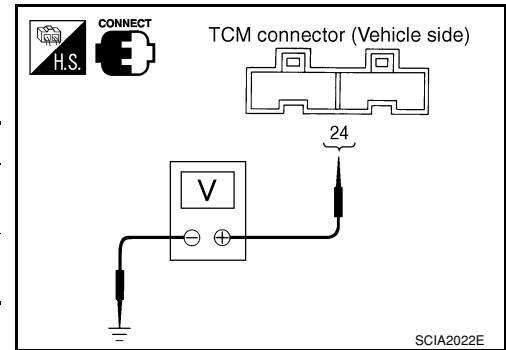 CONNECT
H.S.
TCM connector (Vehicle side)
24
V
⊖ ⊕
SCIA2022E